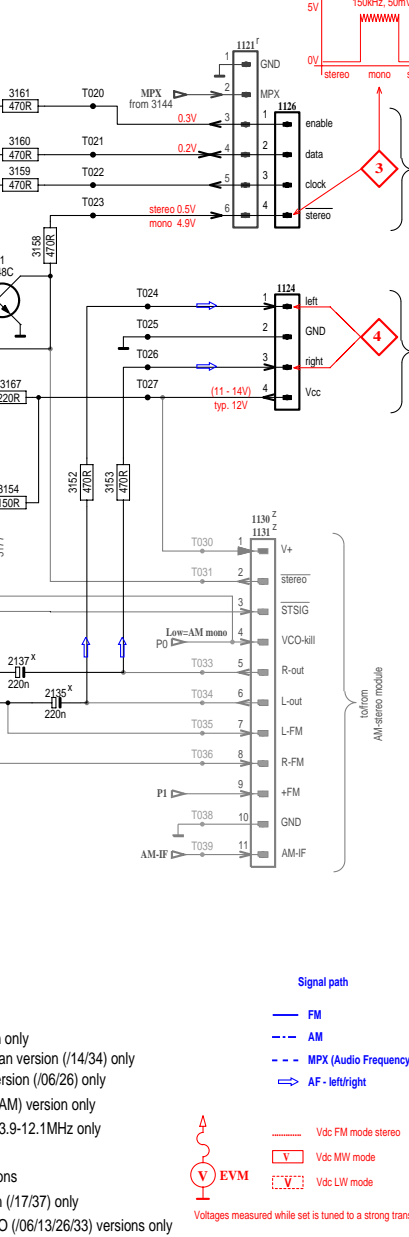 5V
150kHz, 50mV
0V
stereo
mono
1121 r
1
GND
MPX
from 3144
2
MPX
1126
3161
470R
T020
0.3V
3
1
enable
3160
470R
T021
0.2V
4
2
data
3159
470R
T022
5
3
clock
3
T023
stereo 0.5V
mono 4.9V
6
4
stereo
3158
470R
1
48C
1124
T024
1
left
T025
2
GND
4
T026
3
right
3167
220R
T027
(11 - 14V)
typ. 12V
4
Vcc
3152
470R
3153
470R
3154
150R
1130 z
1131 z
T030
1
V+
T031
2
stereo
3
STSIG
Low=AM mono
P0
4
VCO-kill
2137 x
220n
T033
5
R-out
2135 x
220n
T034
6
L-out
T035
7
L-FM
T036
8
R-FM
P1
9
+FM
T038
10
GND
AM-IF
T039
11
AM-IF
to/from
AM-stereo module
Signal path
FM
AM
MPX (Audio Frequency
AF - left/right
only
an version (/14/34) only
ersion (/06/26) only
AM) version only
3.9-12.1MHz only
ons
(/17/37) only
O (/06/13/26/33) versions only
V
EVM
Vdc FM mode stereo
V
Vdc MW mode
V
Vdc LW mode
Voltages measured while set is tuned to a strong trans